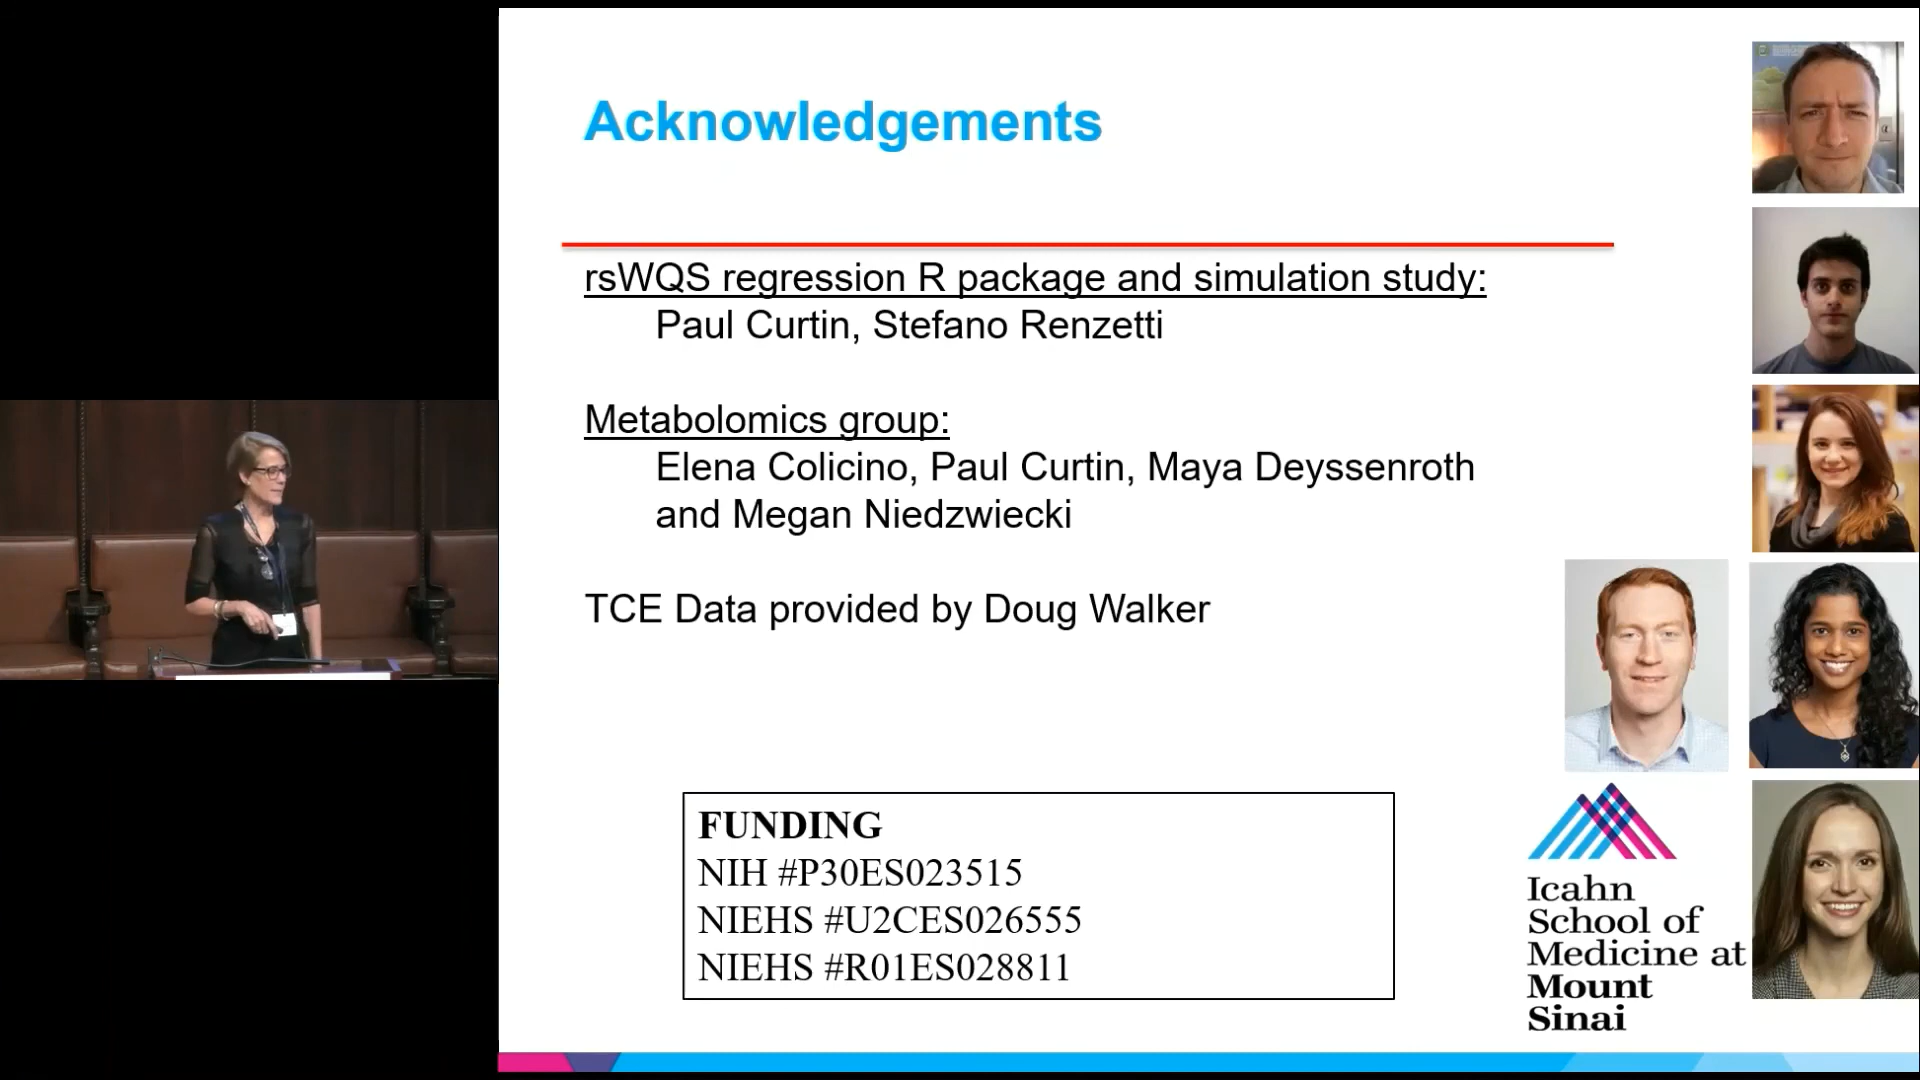 Acknowledgements
rsWQS regression R package and simulation study:
Paul Curtin, Stefano Renzetti
Metabolomics group:
Elena Colicino, Paul Curtin, Maya Deyssenroth
and Megan Niedzwiecki
TCE Data provided by Doug Walker
FUNDING
NIH #P30ES023515
NIEHS #U2CES026555
NIEHS #R01ES028811
Icahn
School of
Medicine at
Mount
Sinai